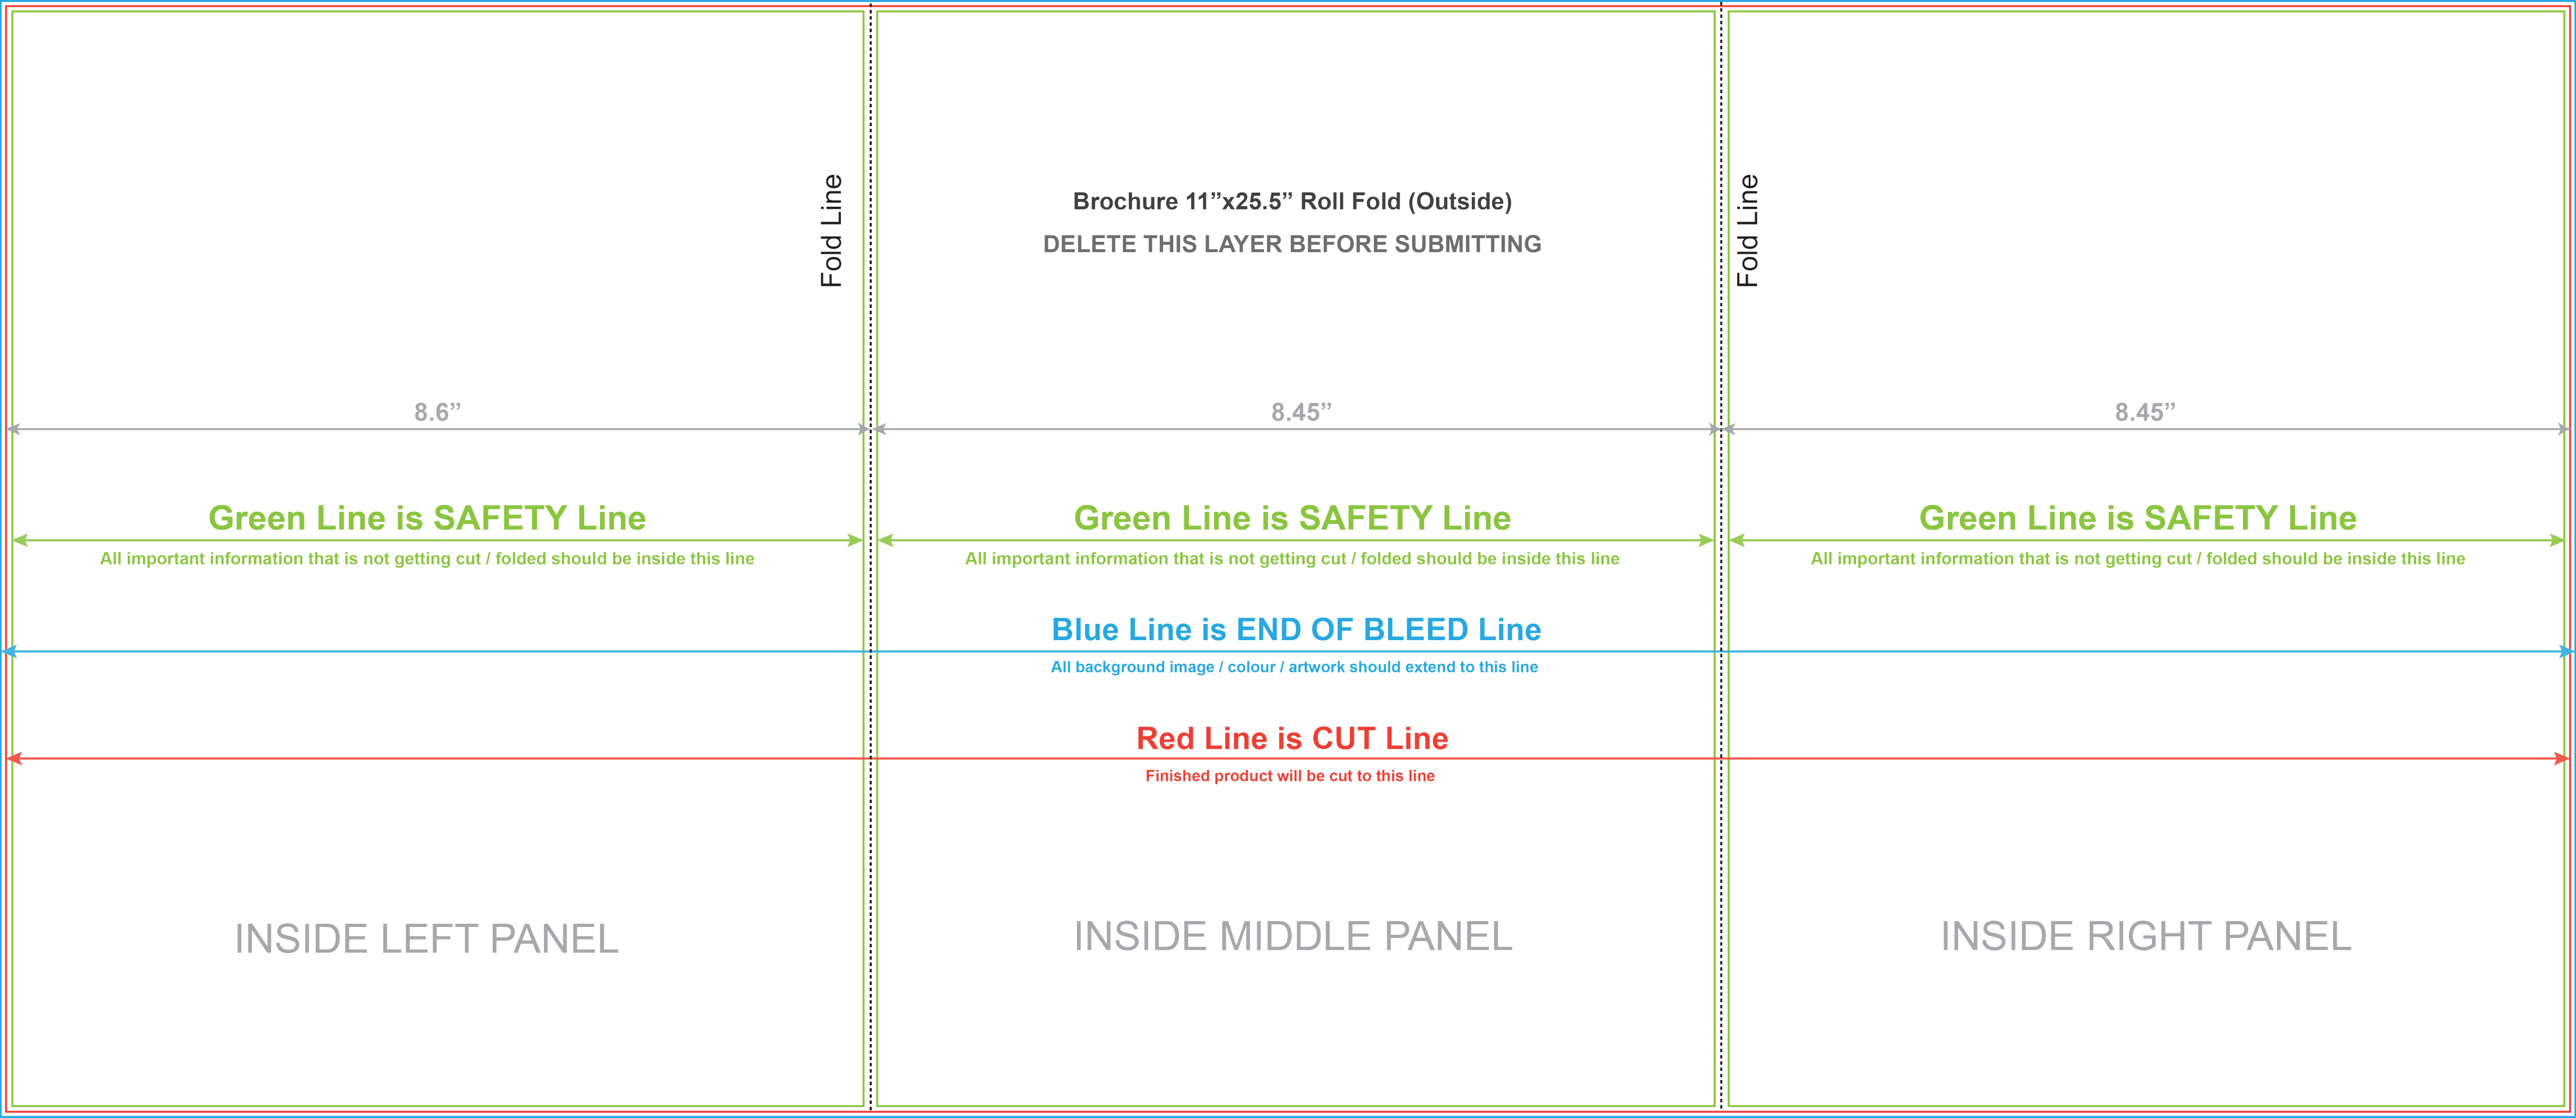 Fold Line
Brochure 11”x25.5” Roll Fold (Outside)
DELETE THIS LAYER BEFORE SUBMITTING
Fold Line
8.6”
8.45”
8.45”
Green Line is SAFETY Line
All important information that is not getting cut / folded should be inside this line
Green Line is SAFETY Line
All important information that is not getting cut / folded should be inside this line
Green Line is SAFETY Line
All important information that is not getting cut / folded should be inside this line
Blue Line is END OF BLEED Line
All background image / colour / artwork should extend to this line
Red Line is CUT Line
Finished product will be cut to this line
INSIDE LEFT PANEL
INSIDE MIDDLE PANEL
INSIDE RIGHT PANEL